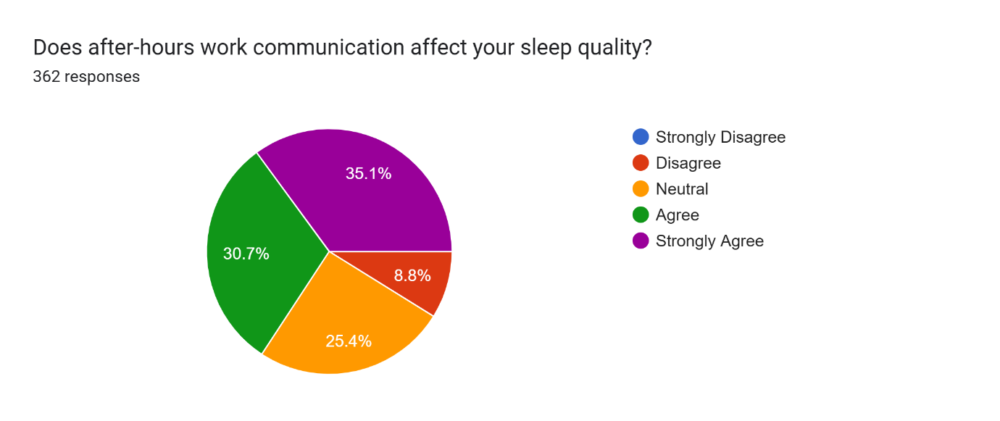 Does after-hours work communication affect your sleep quality?
362 responses
35.1%
30.7%
8.8%
25.4%
Strongly Disagree
Disagree
Neutral
Agree
Strongly Agree